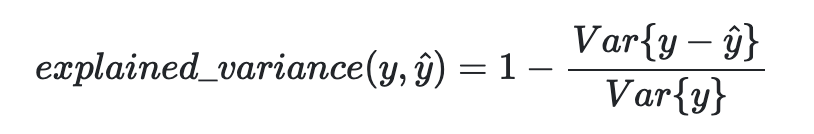 explained_variance(y, ŷ) = 1 − Var{y − ŷ} / Var{y}